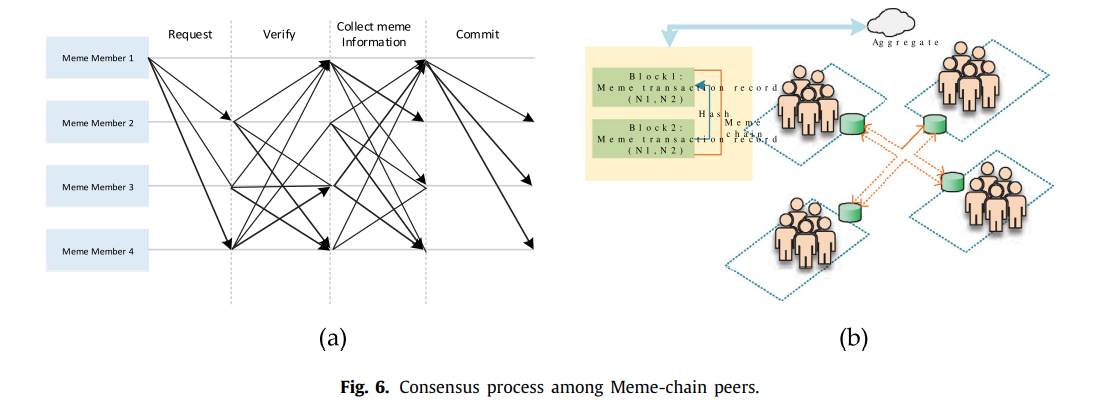 Request
Verify
Collect meme
Information
Commit
Meme Member 1
Meme Member 2
Meme Member 3
Meme Member 4
(a)
Aggregate
Block1:
Meme transaction record
(N1,N2)
Hash
Meme
chain
Block2:
Meme transaction record
(N1,N2)
(b)
Fig. 6. Consensus process among Meme-chain peers.